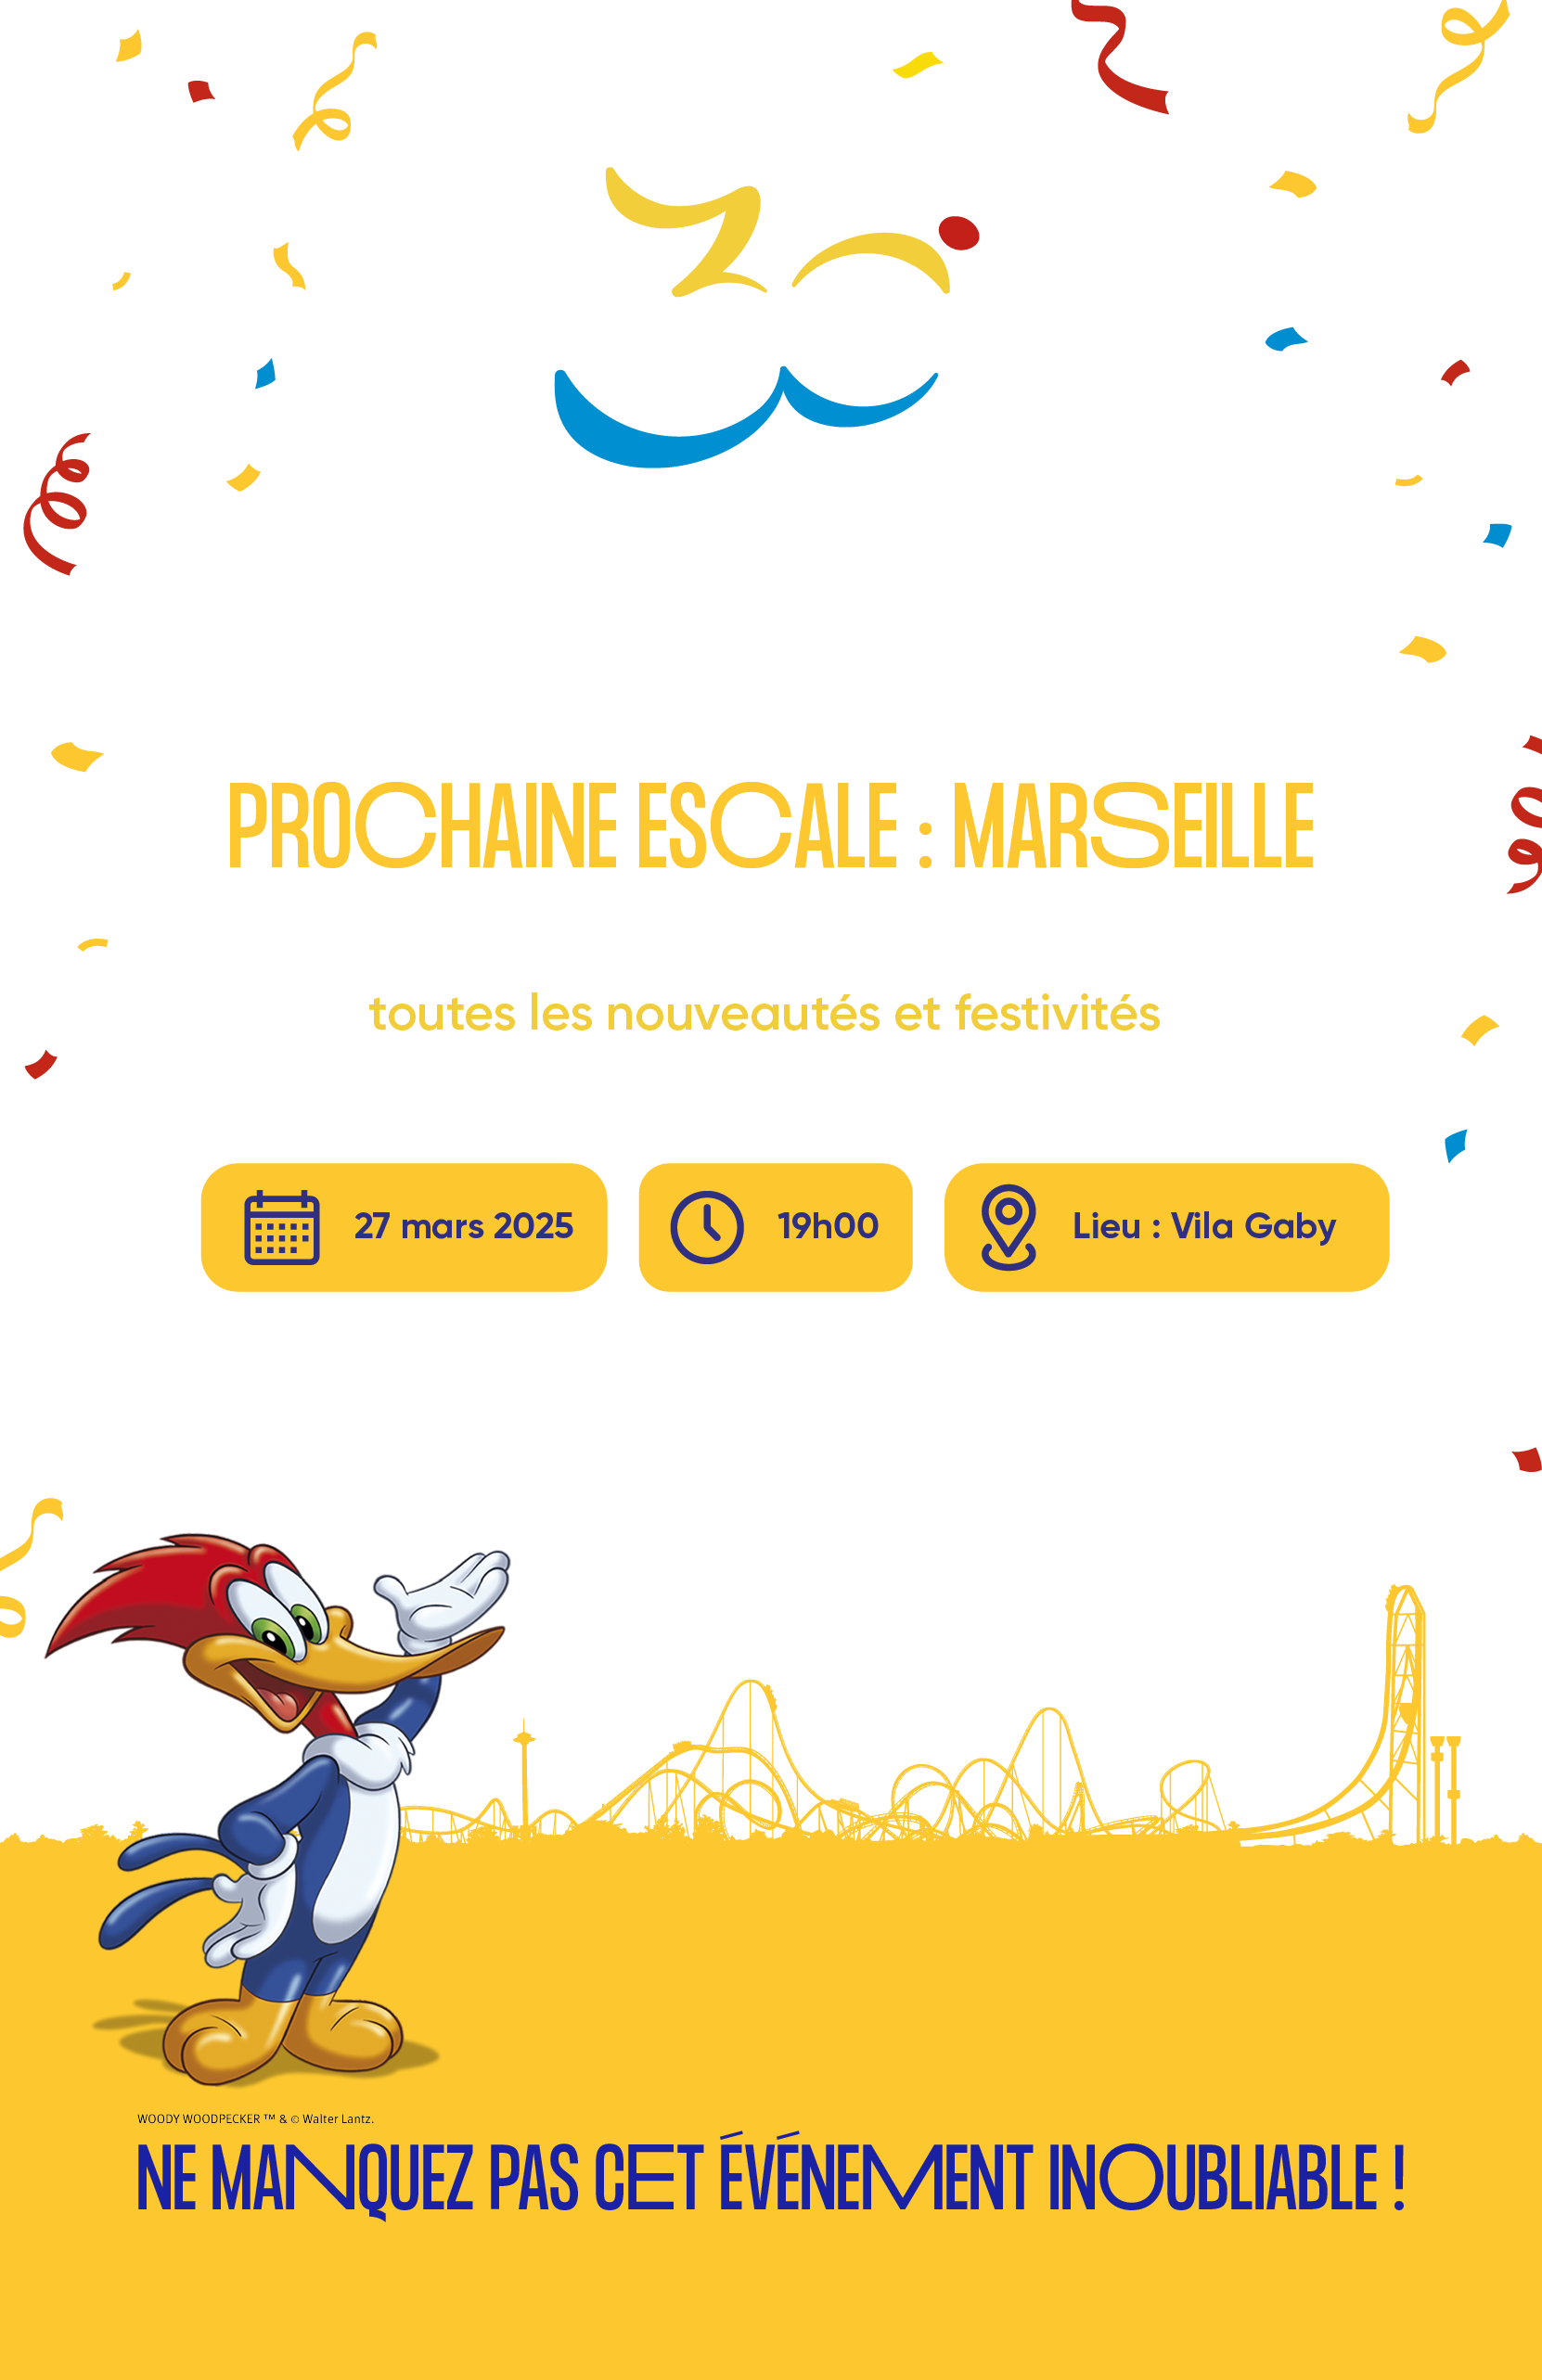 PROCHAINE ESCALE : MARSEILLE
toutes les nouveautés et festivités
27 mars 2025
19h00
Lieu : Vila Gaby
WOODY WOODPECKER ™ & © Walter Lantz.
NE MANQUEZ PAS CET ÉVÉNEMENT INOUBLIABLE !